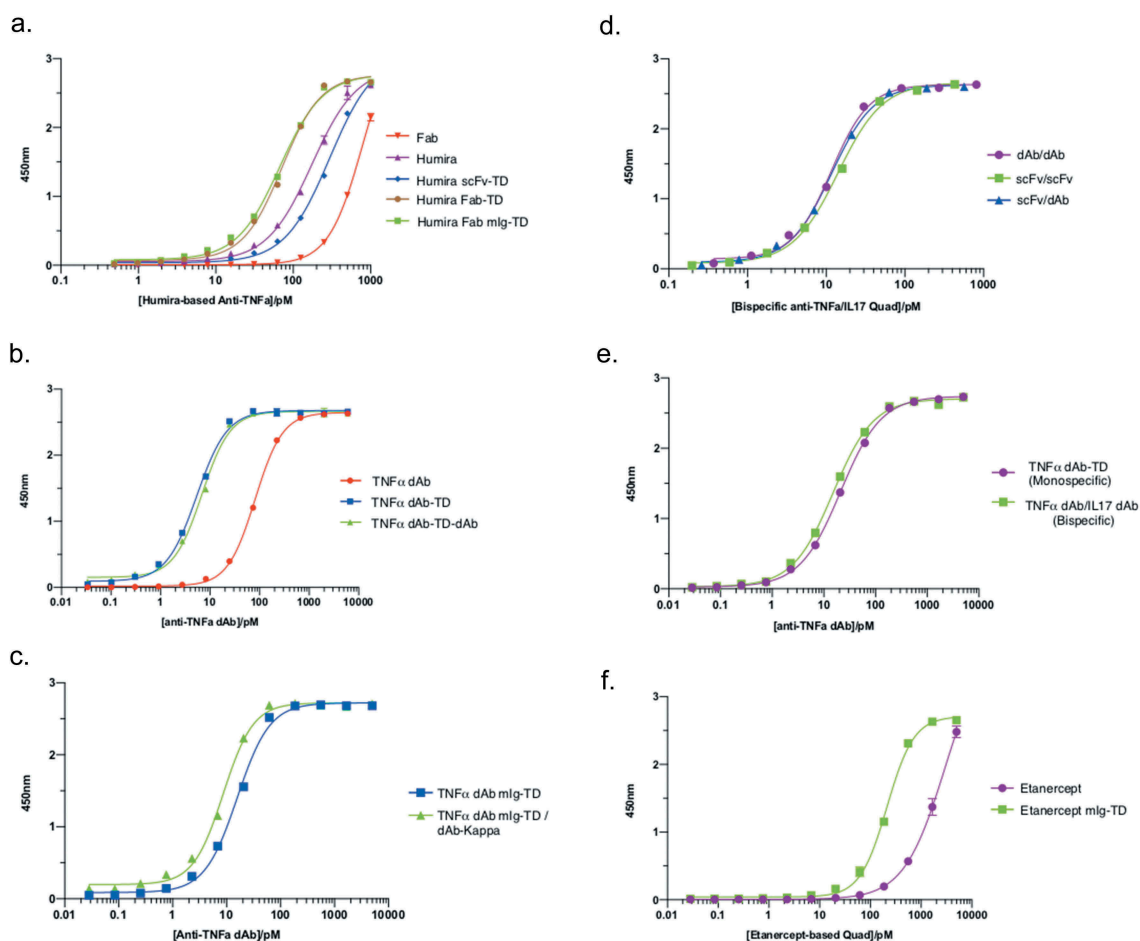 a.
3
2
1
0
450nm
0.1
1
10
100
1000
[Humira-based Anti-TNFa]/pM
Fab
Humira
Humira scFv-TD
Humira Fab-TD
Humira Fab mIg-TD
d.
3
2
1
0
450nm
0.1
1
10
100
1000
[Bispecific anti-TNFa/IL17 Quad]/pM
dAb/dAb
scFv/scFv
scFv/dAb
b.
3
2
1
0
450nm
0.01
0.1
1
10
100
1000
10000
[anti-TNFa dAb]/pM
TNFα dAb
TNFα dAb-TD
TNFα dAb-TD-dAb
e.
3
2
1
0
450nm
0.01
0.1
1
10
100
1000
10000
[anti-TNFa dAb]/pM
TNFα dAb-TD
(Monospecific)
TNFα dAb/IL17 dAb
(Bispecific)
c.
3
2
1
0
450nm
0.01
0.1
1
10
100
1000
10000
[Anti-TNFa dAb]/pM
TNFα dAb mIg-TD
TNFα dAb mIg-TD /
dAb-Kappa
f.
3
2
1
0
450nm
0.01
0.1
1
10
100
1000
10000
[Etanercept-based Quad]/pM
Etanercept
Etanercept mIg-TD